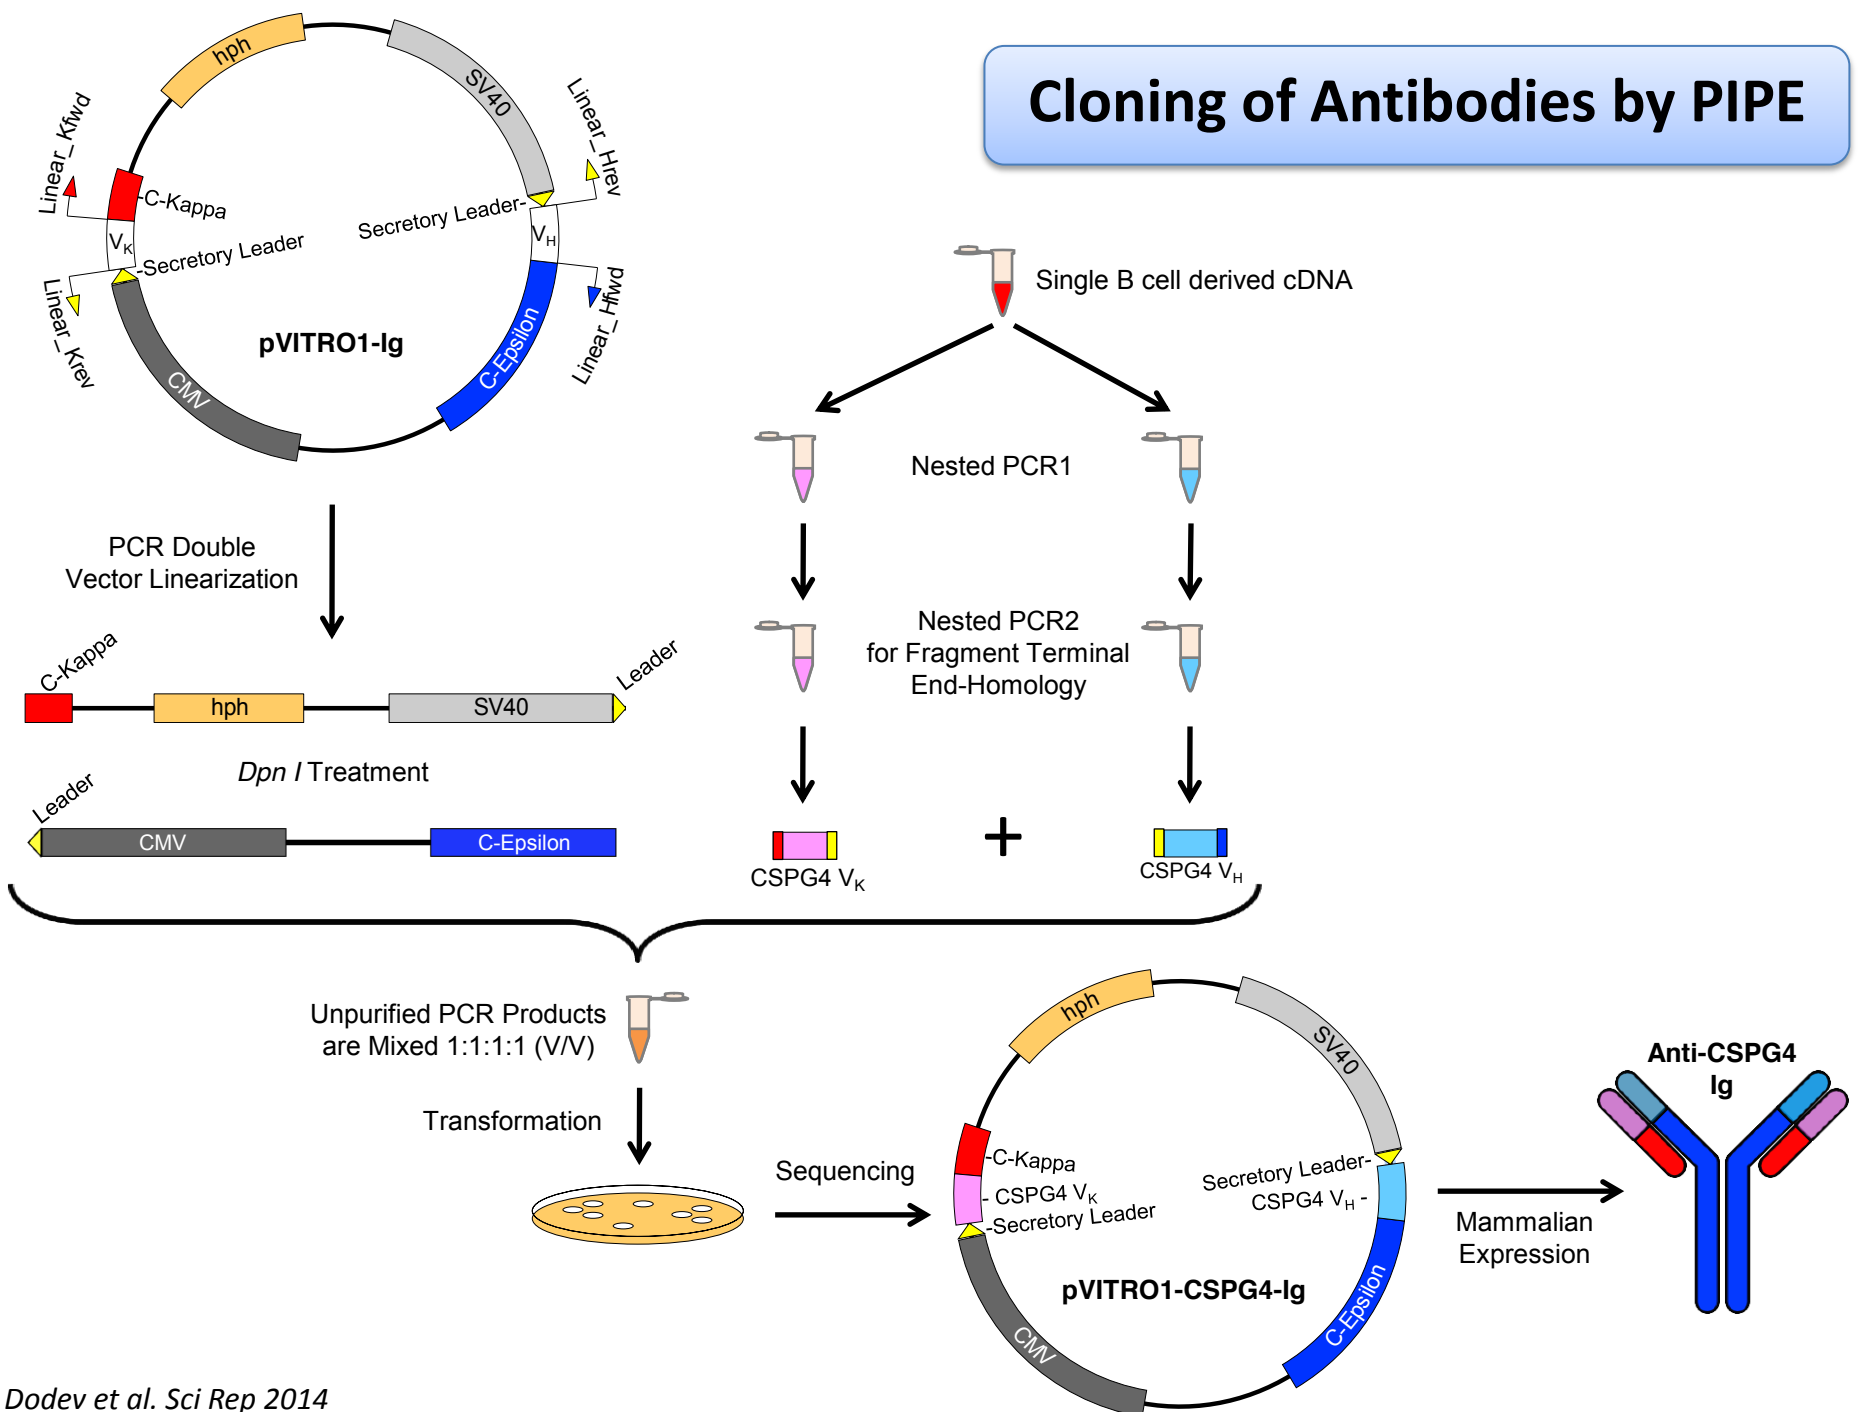 Cloning of Antibodies by PIPE
hph
SV40
Linear_Kfwd
Linear_Hrev
C-Kappa
Secretory Leader-
VK
VH
-Secretory Leader
Linear_Krev
Linear_Hfwd
pVITRO1-Ig
C-Epsilon
CMV
Single B cell derived cDNA
Nested PCR1
PCR Double
Vector Linearization
Nested PCR2
for Fragment Terminal
End-Homology
C-Kappa
hph
SV40
Leader
Dpn I Treatment
Leader
CMV
C-Epsilon
CSPG4 VK
+
CSPG4 VH
Unpurified PCR Products
are Mixed 1:1:1:1 (V/V)
Transformation
Sequencing
hph
SV40
-C-Kappa
- CSPG4 VK
-Secretory Leader
Secretory Leader-
CSPG4 VH -
pVITRO1-CSPG4-Ig
C-Epsilon
CMV
Mammalian
Expression
Anti-CSPG4
Ig
Dodev et al. Sci Rep 2014